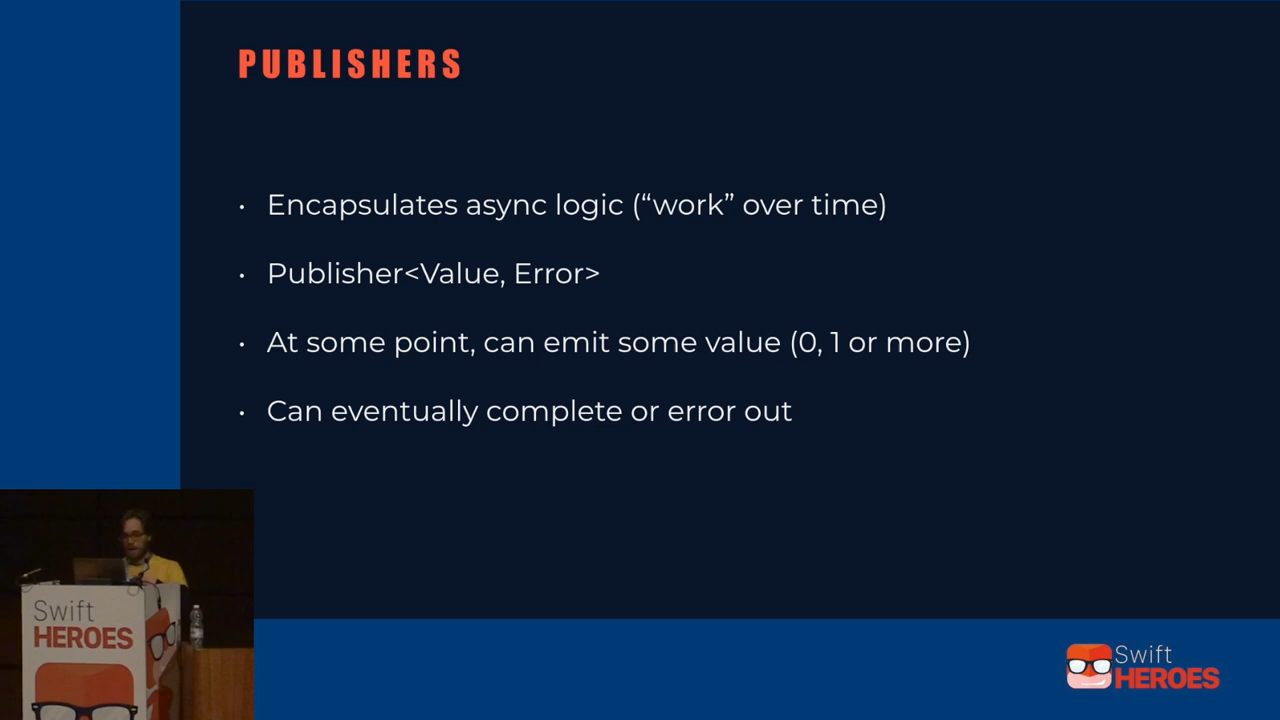 PUBLISHERS
• Encapsulates async logic (“work” over time)
• Publisher<Value, Error>
• At some point, can emit some value (0, 1 or more)
• Can eventually complete or error out
Swift
HEROES
Swift
HEROES